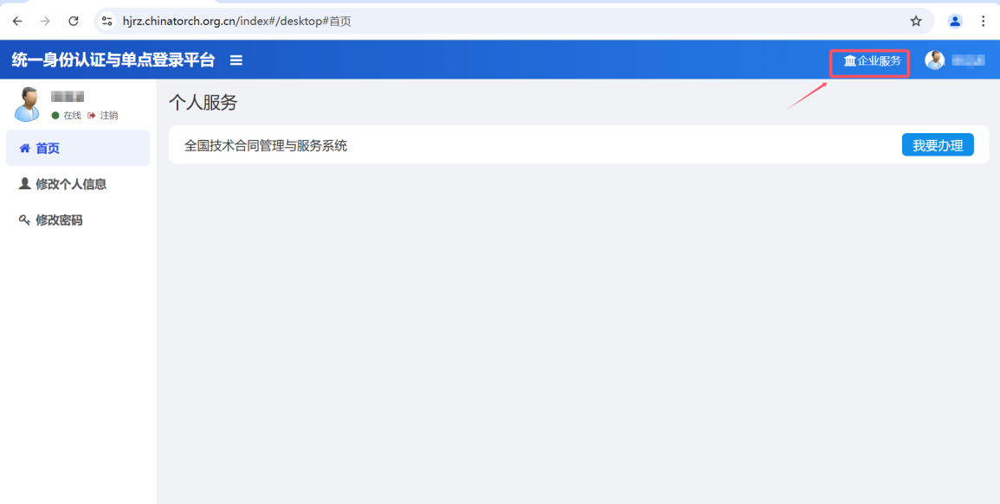 hjrz.chinatorch.org.cn/index#/desktop#首页
统一身份认证与单点登录平台
企业服务
在线 注销
首页
修改个人信息
修改密码
个人服务
全国技术合同管理与服务系统
我要办理